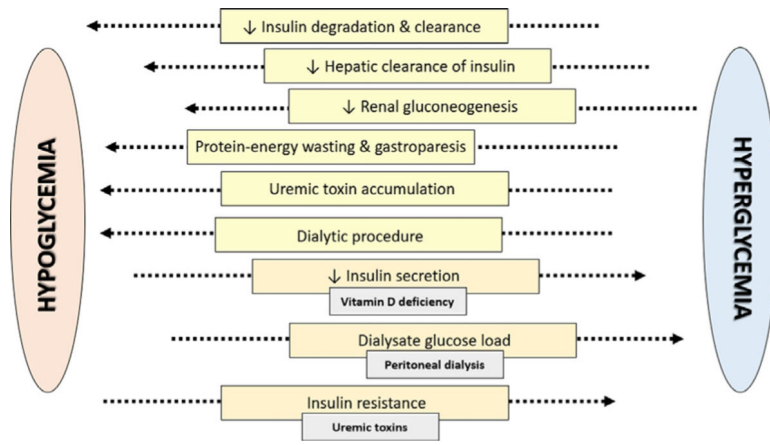 HYPOGLYCEMIA
↓ Insulin degradation & clearance
↓ Hepatic clearance of insulin
↓ Renal gluconeogenesis
Protein-energy wasting & gastroparesis
Uremic toxin accumulation
Dialytic procedure
↓ Insulin secretion
Vitamin D deficiency
Dialysate glucose load
Peritoneal dialysis
Insulin resistance
Uremic toxins
HYPERGLYCEMIA